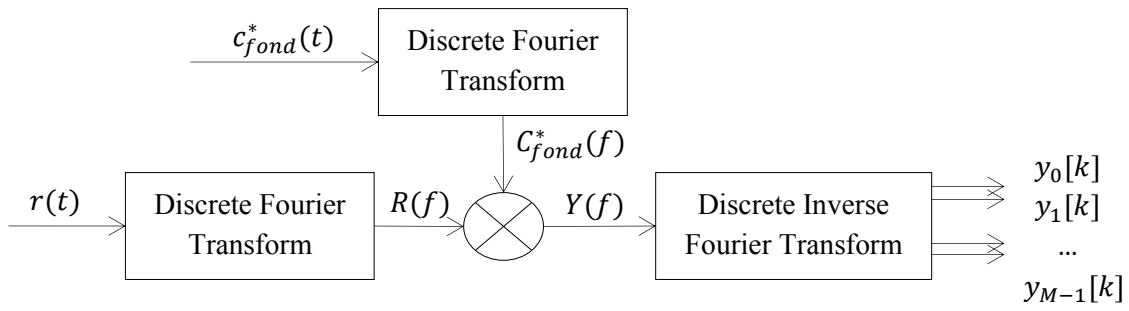 c*fond(t)
Discrete Fourier
Transform
C*fond(f)
r(t)
Discrete Fourier
Transform
R(f)
Y(f)
Discrete Inverse
Fourier Transform
y0[k]
y1[k]
...
yM−1[k]